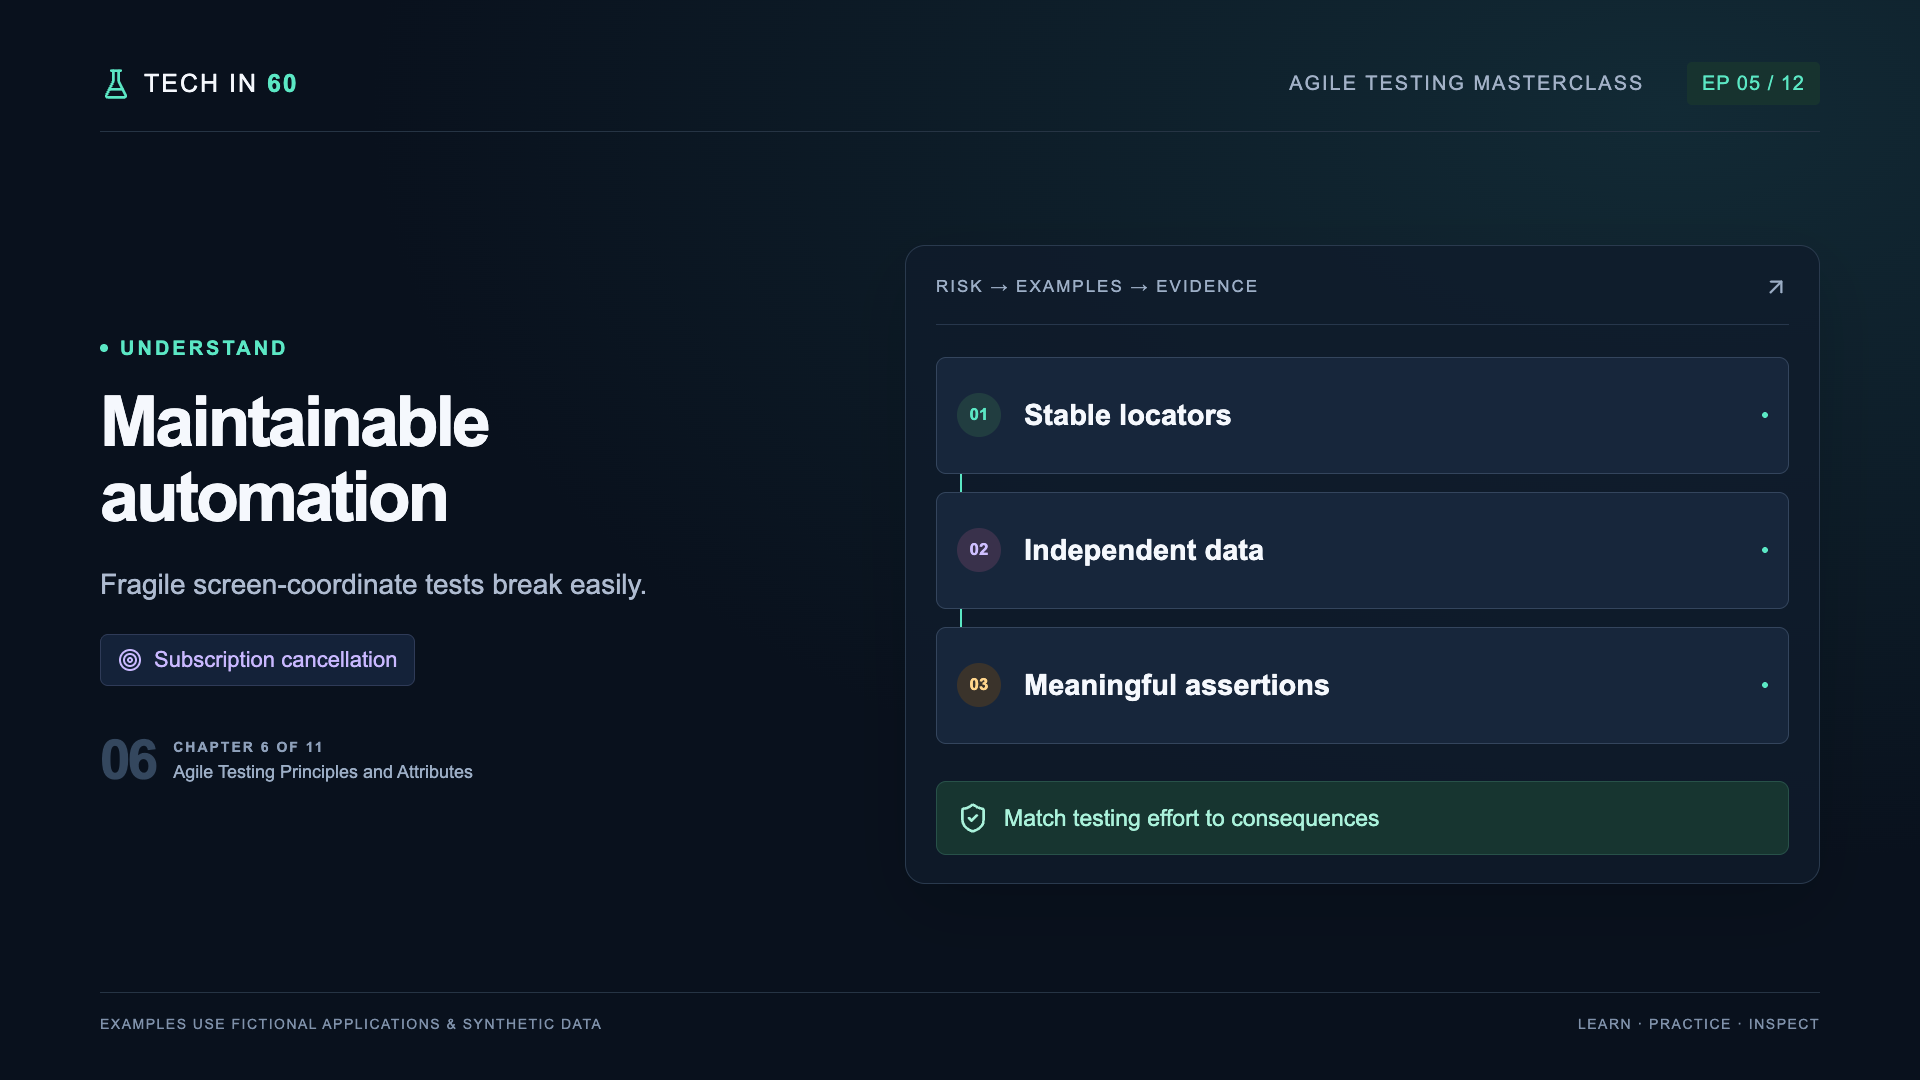 TECH IN 60
AGILE TESTING MASTERCLASS
EP 05 / 12
UNDERSTAND
Maintainable
automation
Fragile screen-coordinate tests break easily.
Subscription cancellation
06
CHAPTER 6 OF 11
Agile Testing Principles and Attributes
RISK → EXAMPLES → EVIDENCE
01
Stable locators
02
Independent data
03
Meaningful assertions
Match testing effort to consequences
EXAMPLES USE FICTIONAL APPLICATIONS & SYNTHETIC DATA
LEARN · PRACTICE · INSPECT